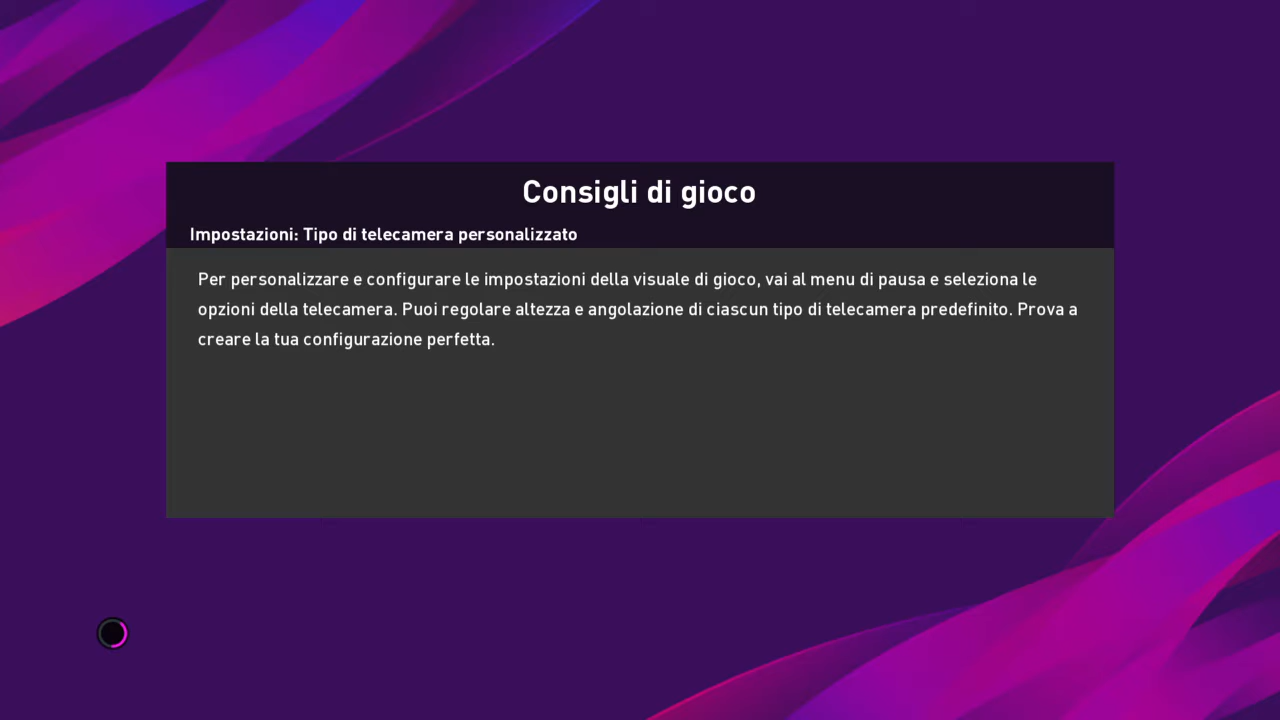 Consigli di gioco
Impostazioni: Tipo di telecamera personalizzato
Per personalizzare e configurare le impostazioni della visuale di gioco, vai al menu di pausa e seleziona le
opzioni della telecamera. Puoi regolare altezza e angolazione di ciascun tipo di telecamera predefinito. Prova a
creare la tua configurazione perfetta.